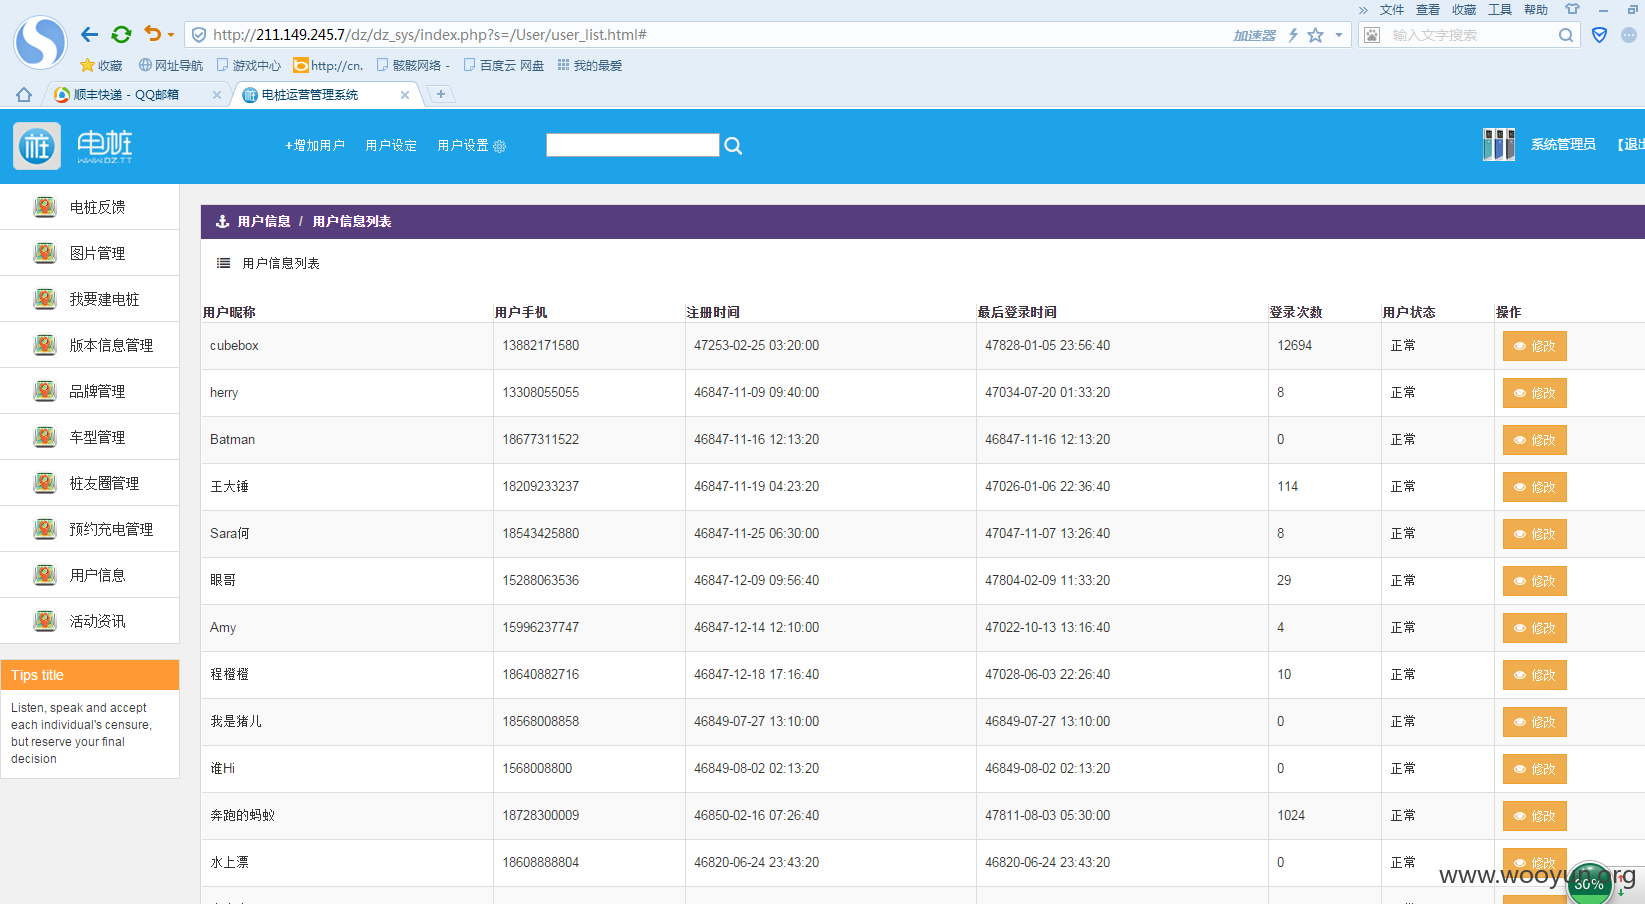 » 文件 查看 收藏 工具 帮助
http://211.149.245.7/dz/dz_sys/index.php?s=/User/user_list.html# 加速器 输入文字搜索
收藏 网址导航 游戏中心 http://cn. 骸骸网络 - 百度云 网盘 我的最爱
顺丰快递 - QQ邮箱 电桩运营管理系统
桩 电桩 +增加用户 用户设定 用户设置 系统管理员 【退出
WWW.DZ.TT
电桩反馈
图片管理
我要建电桩
版本信息管理
品牌管理
车型管理
桩友圈管理
预约充电管理
用户信息
活动资讯
Tips title
Listen, speak and accept
each individual's censure,
but reserve your final
decision
用户信息 / 用户信息列表
用户信息列表
用户昵称 用户手机 注册时间 最后登录时间 登录次数 用户状态 操作
cubebox 13882171580 47253-02-25 03:20:00 47828-01-05 23:56:40 12694 正常 修改
herry 13308055055 46847-11-09 09:40:00 47034-07-20 01:33:20 8 正常 修改
Batman 18677311522 46847-11-16 12:13:20 46847-11-16 12:13:20 0 正常 修改
王大锤 18209233237 46847-11-19 04:23:20 47026-01-06 22:36:40 114 正常 修改
Sara何 18543425880 46847-11-25 06:30:00 47047-11-07 13:26:40 8 正常 修改
眼哥 15288063536 46847-12-09 09:56:40 47804-02-09 11:33:20 29 正常 修改
Amy 15996237747 46847-12-14 12:10:00 47022-10-13 13:16:40 4 正常 修改
程橙橙 18640882716 46847-12-18 17:16:40 47028-06-03 22:26:40 10 正常 修改
我是猪儿 18568008858 46849-07-27 13:10:00 46849-07-27 13:10:00 0 正常 修改
谁Hi 1568008800 46849-08-02 02:13:20 46849-08-02 02:13:20 0 正常 修改
奔跑的蚂蚁 18728300009 46850-02-16 07:26:40 47811-08-03 05:30:00 1024 正常 修改
水上漂 18608888804 46820-06-24 23:43:20 46820-06-24 23:43:20 0 正常 修改
www.wooyun.org
30%